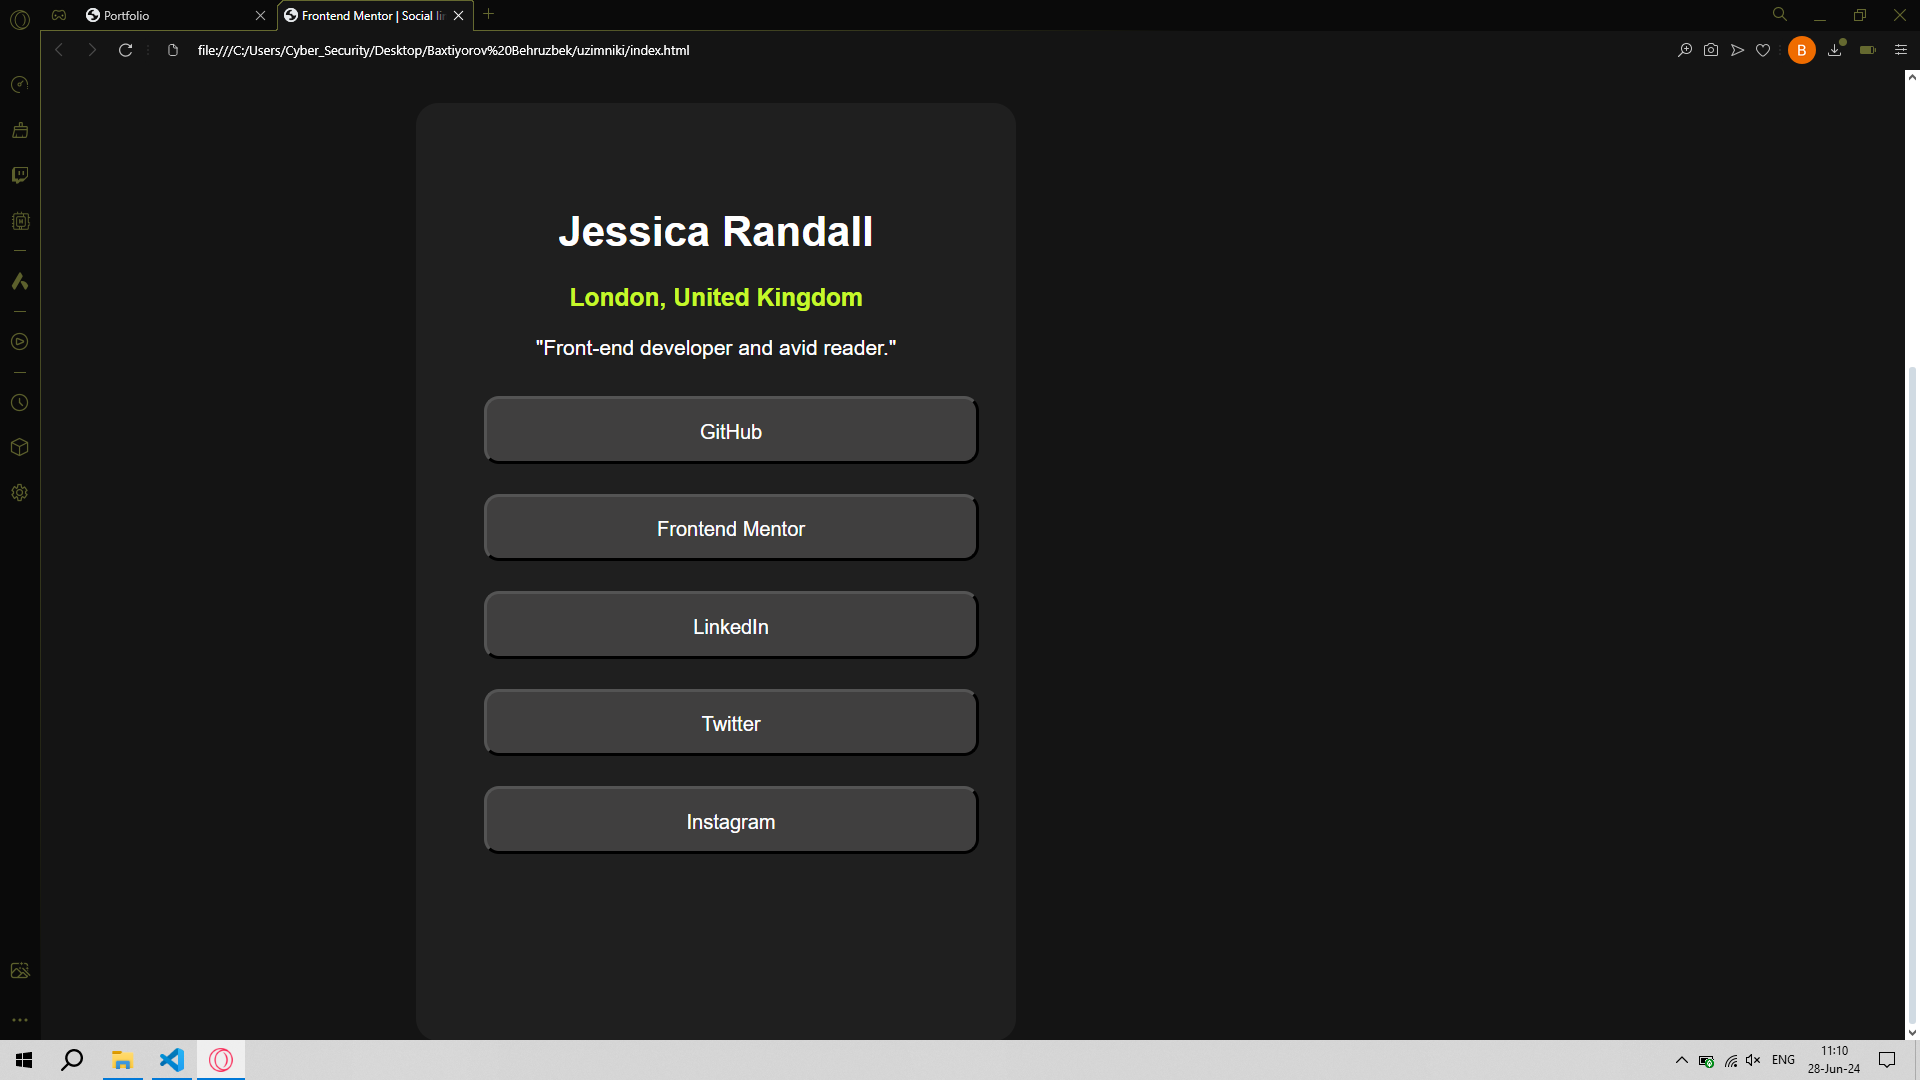 Portfolio
Frontend Mentor | Social li
file:///C:/Users/Cyber_Security/Desktop/Baxtiyorov%20Behruzbek/uzimniki/index.html
B
Jessica Randall
London, United Kingdom
"Front-end developer and avid reader."
GitHub
Frontend Mentor
LinkedIn
Twitter
Instagram
ENG
11:10
28-Jun-24